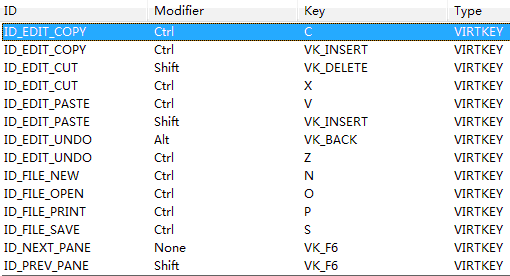 ID Modifier Key Type
ID_EDIT_COPY Ctrl C VIRTKEY
ID_EDIT_COPY Ctrl VK_INSERT VIRTKEY
ID_EDIT_CUT Shift VK_DELETE VIRTKEY
ID_EDIT_CUT Ctrl X VIRTKEY
ID_EDIT_PASTE Ctrl V VIRTKEY
ID_EDIT_PASTE Shift VK_INSERT VIRTKEY
ID_EDIT_UNDO Alt VK_BACK VIRTKEY
ID_EDIT_UNDO Ctrl Z VIRTKEY
ID_FILE_NEW Ctrl N VIRTKEY
ID_FILE_OPEN Ctrl O VIRTKEY
ID_FILE_PRINT Ctrl P VIRTKEY
ID_FILE_SAVE Ctrl S VIRTKEY
ID_NEXT_PANE None VK_F6 VIRTKEY
ID_PREV_PANE Shift VK_F6 VIRTKEY